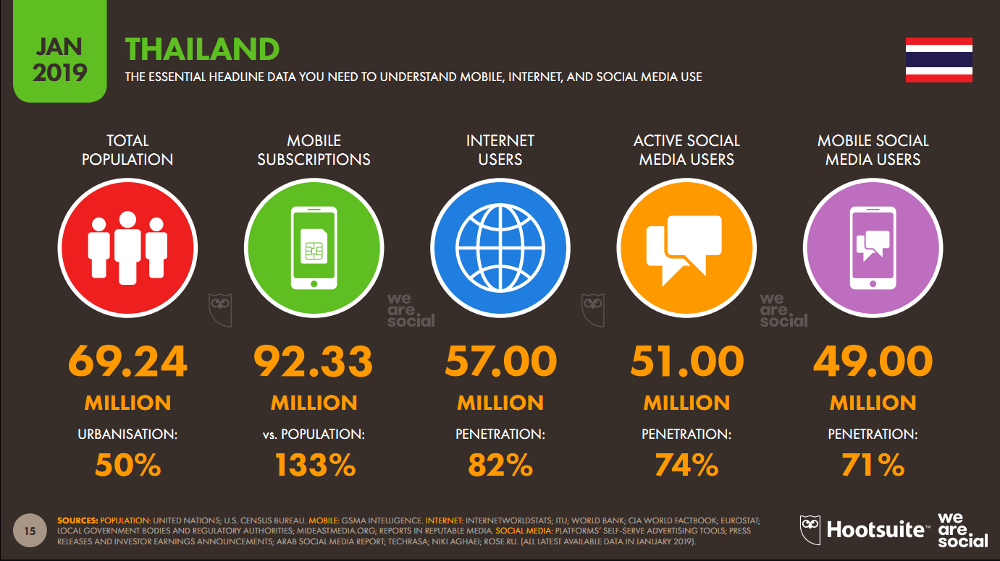 JAN
2019
THAILAND
THE ESSENTIAL HEADLINE DATA YOU NEED TO UNDERSTAND MOBILE, INTERNET, AND SOCIAL MEDIA USE
TOTAL
POPULATION
MOBILE
SUBSCRIPTIONS
INTERNET
USERS
ACTIVE SOCIAL
MEDIA USERS
MOBILE SOCIAL
MEDIA USERS
we
are
social
we
are
social
69.24
MILLION
URBANISATION:
50%
92.33
MILLION
vs. POPULATION:
133%
57.00
MILLION
PENETRATION:
82%
51.00
MILLION
PENETRATION:
74%
49.00
MILLION
PENETRATION:
71%
15
SOURCES: POPULATION: UNITED NATIONS; U.S. CENSUS BUREAU. MOBILE: GSMA INTELLIGENCE. INTERNET: INTERNETWORLDSTATS; ITU; WORLD BANK; CIA WORLD FACTBOOK; EUROSTAT;
LOCAL GOVERNMENT BODIES AND REGULATORY AUTHORITIES; MIDEASTMEDIA.ORG; REPORTS IN REPUTABLE MEDIA. SOCIAL MEDIA: PLATFORMS' SELF-SERVE ADVERTISING TOOLS; PRESS
RELEASES AND INVESTOR EARNINGS ANNOUNCEMENTS; ARAB SOCIAL MEDIA REPORT; TECHRASA; NIKI AGHAEI; ROSE.RU. (ALL LATEST AVAILABLE DATA IN JANUARY 2019).
Hootsuite™
we
are
social